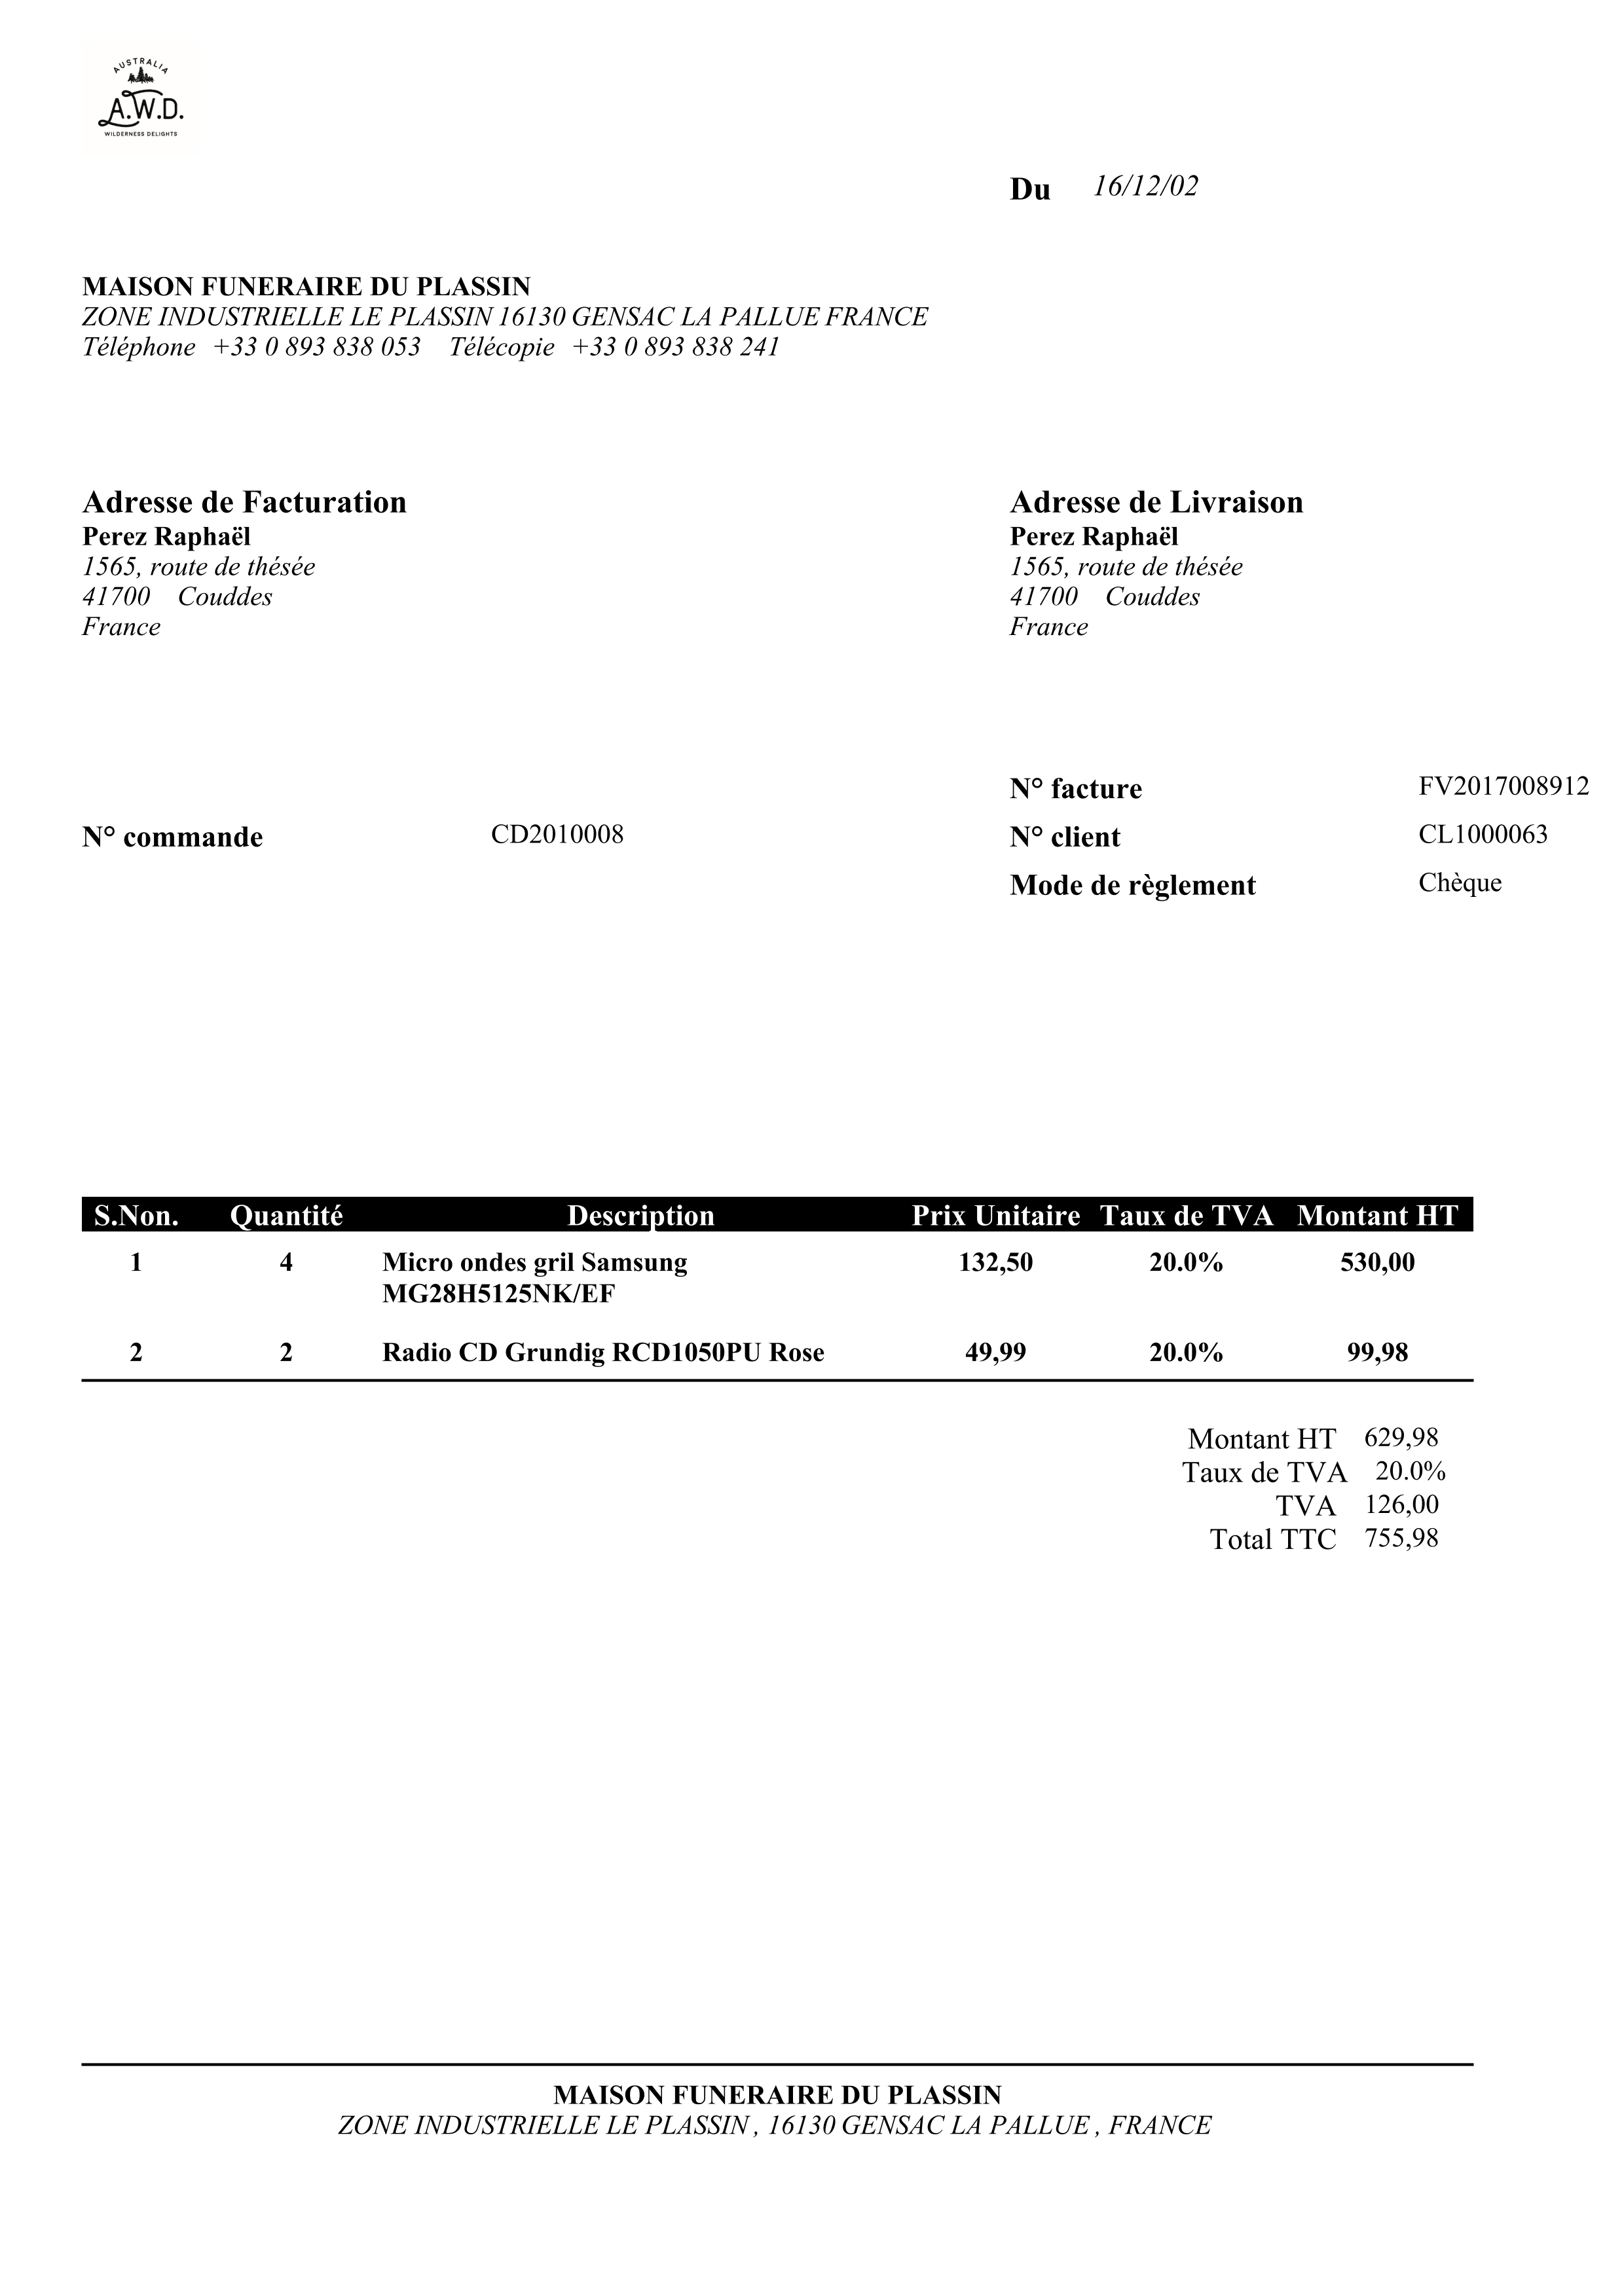 AUSTRALIA
A.W.D.
WILDERNESS DELIGHTS
Du 16/12/02
MAISON FUNERAIRE DU PLASSIN
ZONE INDUSTRIELLE LE PLASSIN 16130 GENSAC LA PALLUE FRANCE
Téléphone +33 0 893 838 053 Télécopie +33 0 893 838 241
Adresse de Facturation
Perez Raphaël
1565, route de thésée
41700 Couddes
France
Adresse de Livraison
Perez Raphaël
1565, route de thésée
41700 Couddes
France
N° commande CD2010008
N° facture FV2017008912
N° client CL1000063
Mode de règlement Chèque
S.Non. Quantité Description Prix Unitaire Taux de TVA Montant HT
1 4 Micro ondes gril Samsung 132,50 20.0% 530,00
MG28H5125NK/EF
2 2 Radio CD Grundig RCD1050PU Rose 49,99 20.0% 99,98
Montant HT 629,98
Taux de TVA 20.0%
TVA 126,00
Total TTC 755,98
MAISON FUNERAIRE DU PLASSIN
ZONE INDUSTRIELLE LE PLASSIN , 16130 GENSAC LA PALLUE , FRANCE